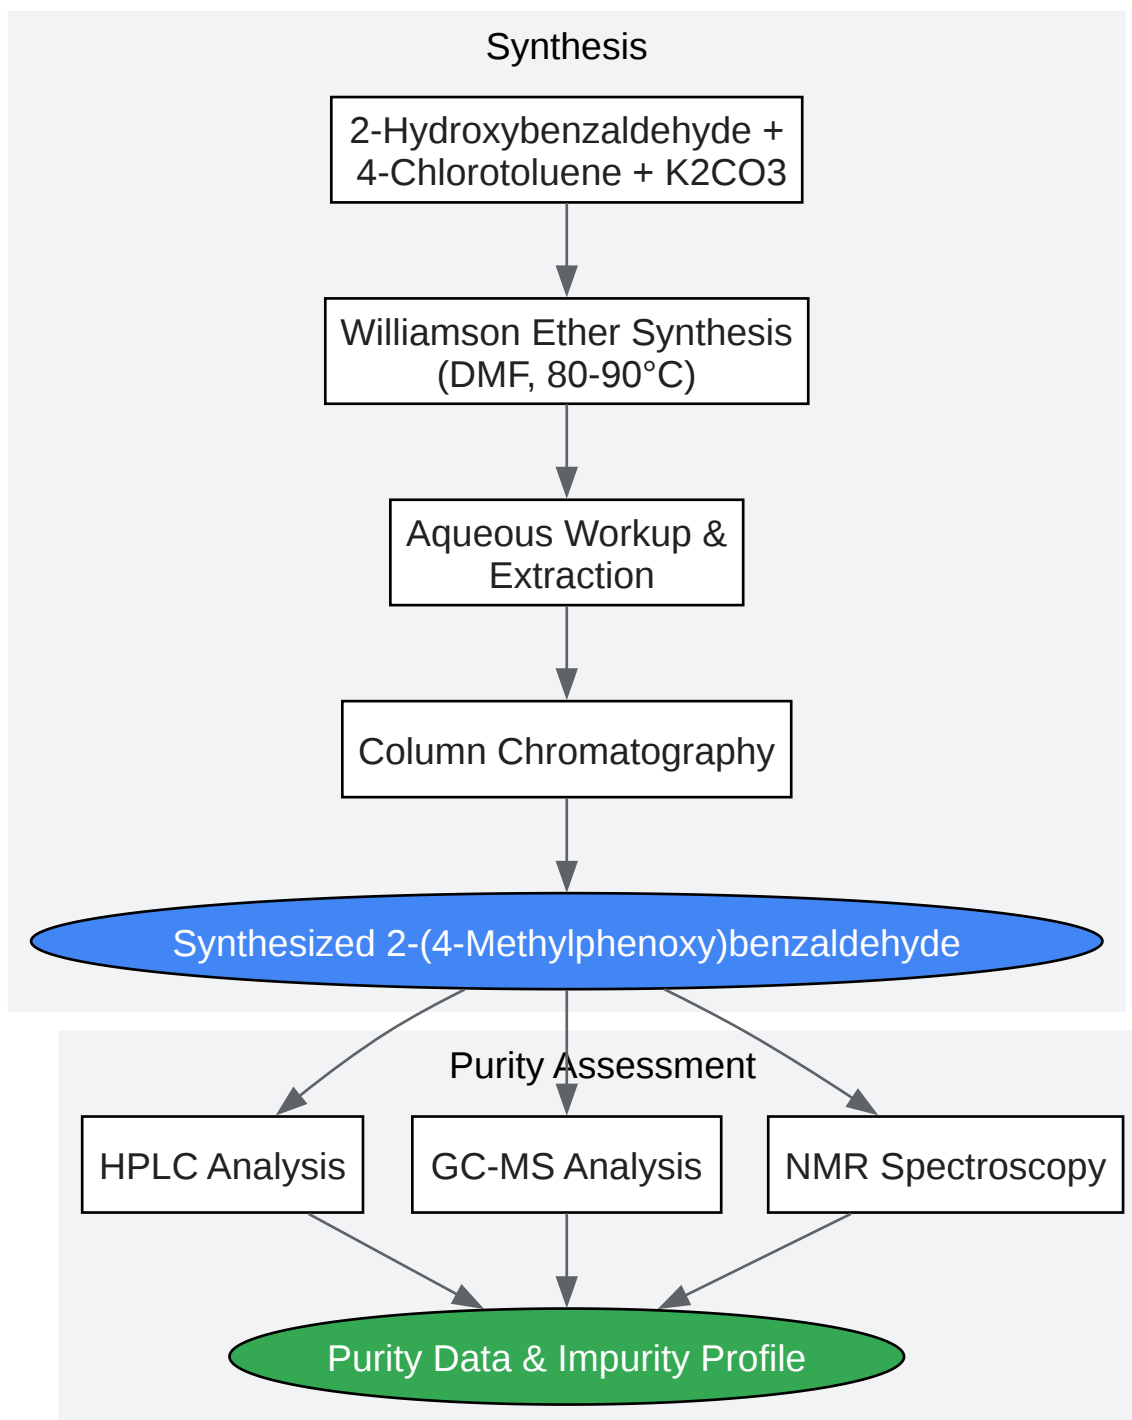 Synthesis
2-Hydroxybenzaldehyde +
4-Chlorotoluene + K2CO3
Williamson Ether Synthesis
(DMF, 80-90°C)
Aqueous Workup &
Extraction
Column Chromatography
Synthesized 2-(4-Methylphenoxy)benzaldehyde
Purity Assessment
HPLC Analysis
GC-MS Analysis
NMR Spectroscopy
Purity Data & Impurity Profile